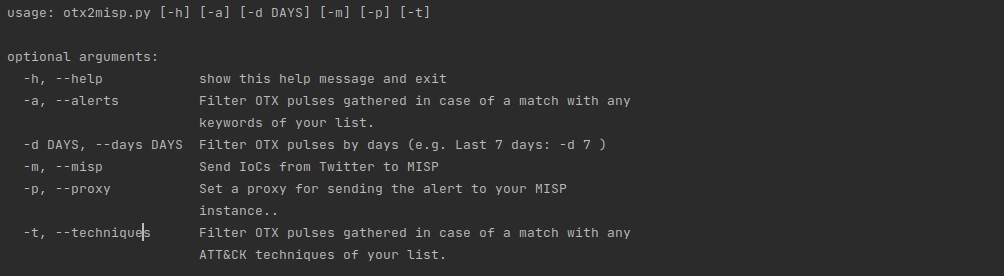 usage: otx2misp.py [-h] [-a] [-d DAYS] [-m] [-p] [-t]
optional arguments:
-h, --help show this help message and exit
-a, --alerts Filter OTX pulses gathered in case of a match with any
keywords of your list.
-d DAYS, --days DAYS Filter OTX pulses by days (e.g. Last 7 days: -d 7 )
-m, --misp Send IoCs from Twitter to MISP
-p, --proxy Set a proxy for sending the alert to your MISP
instance..
-t, --techniques Filter OTX pulses gathered in case of a match with any
ATT&CK techniques of your list.